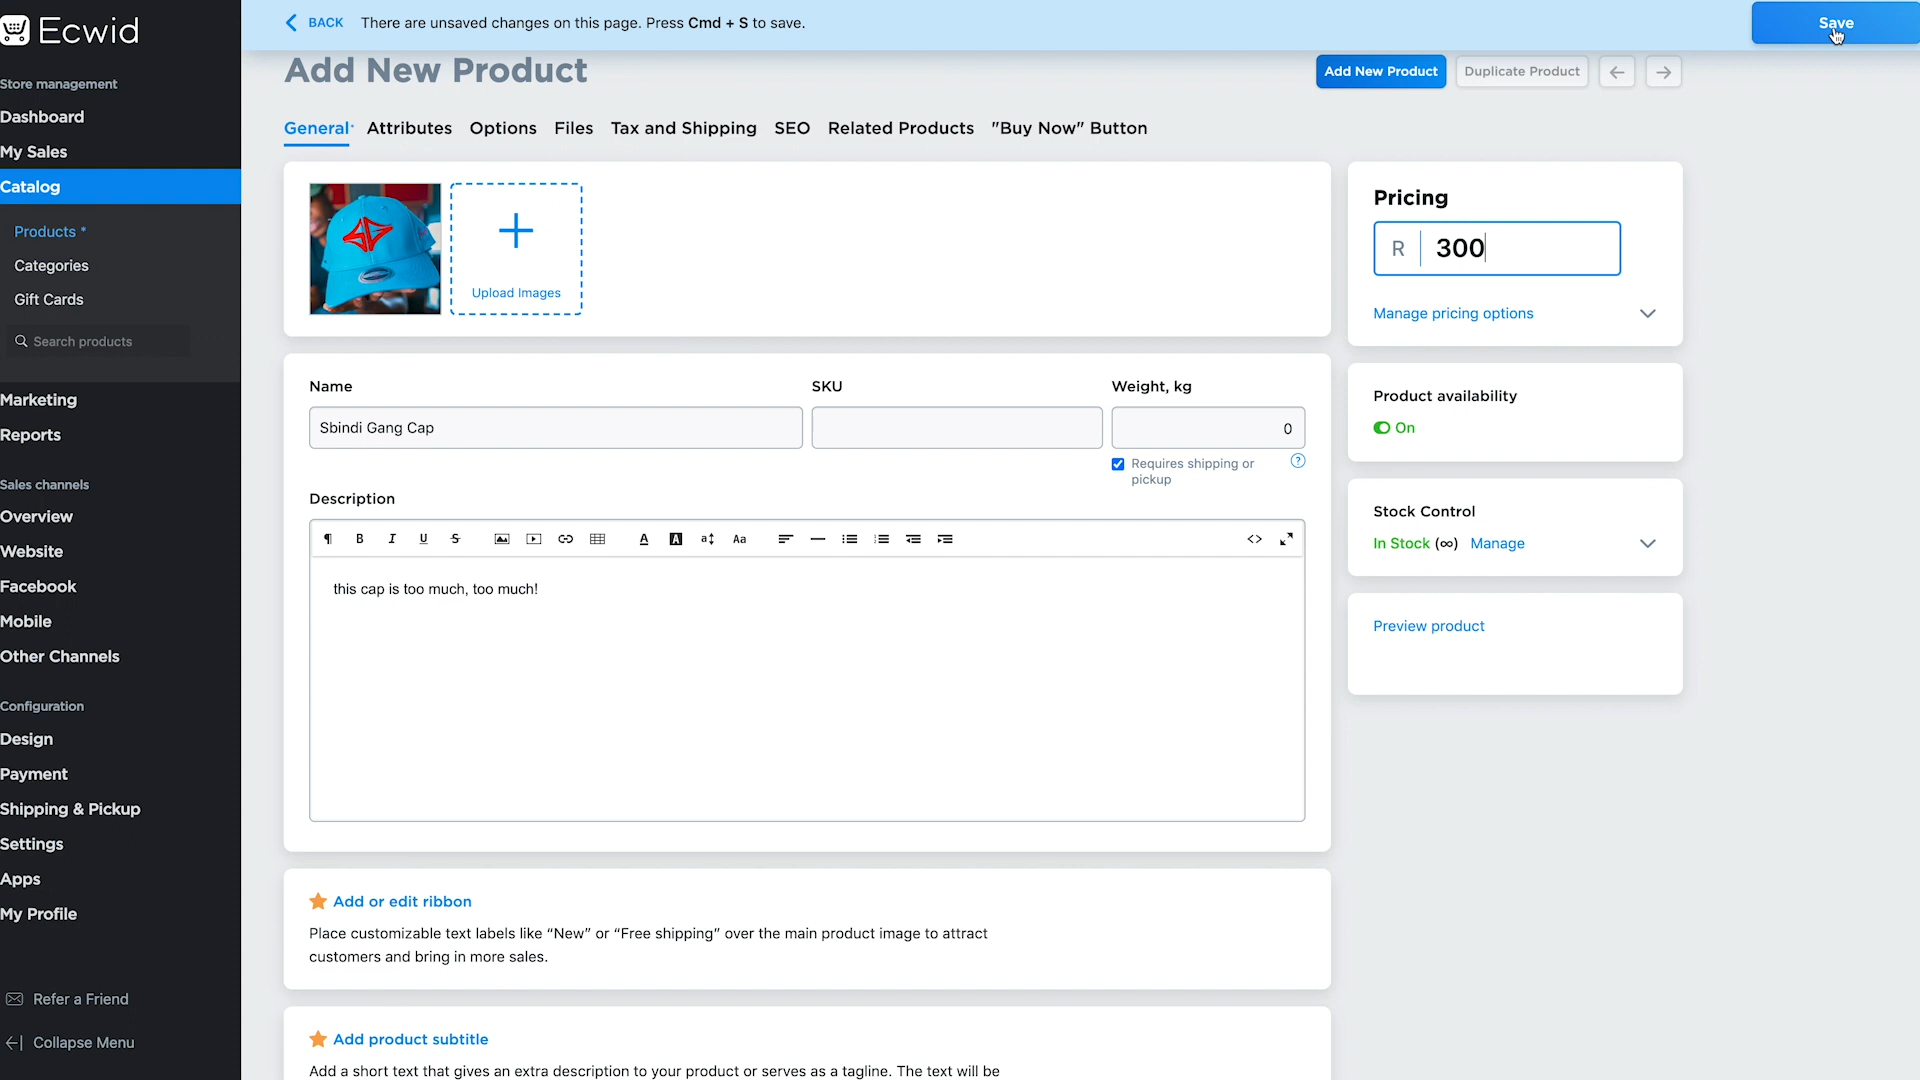 Ecwid
BACK There are unsaved changes on this page. Press Cmd + S to save.
Save
Store management
Dashboard
My Sales
Catalog
Products *
Categories
Gift Cards
Search products
Marketing
Reports
Sales channels
Overview
Website
Facebook
Mobile
Other Channels
Configuration
Design
Payment
Shipping & Pickup
Settings
Apps
My Profile
Refer a Friend
Collapse Menu
Add New Product
Add New Product Duplicate Product
General Attributes Options Files Tax and Shipping SEO Related Products "Buy Now" Button
Upload Images
Name SKU Weight, kg
Sbindi Gang Cap 0
Requires shipping or
pickup
Description
this cap is too much, too much!
Add or edit ribbon
Place customizable text labels like “New” or “Free shipping” over the main product image to attract
customers and bring in more sales.
Add product subtitle
Add a short text that gives an extra description to your product or serves as a tagline. The text will be
Pricing
R 300
Manage pricing options
Product availability
On
Stock Control
In Stock (∞) Manage
Preview product